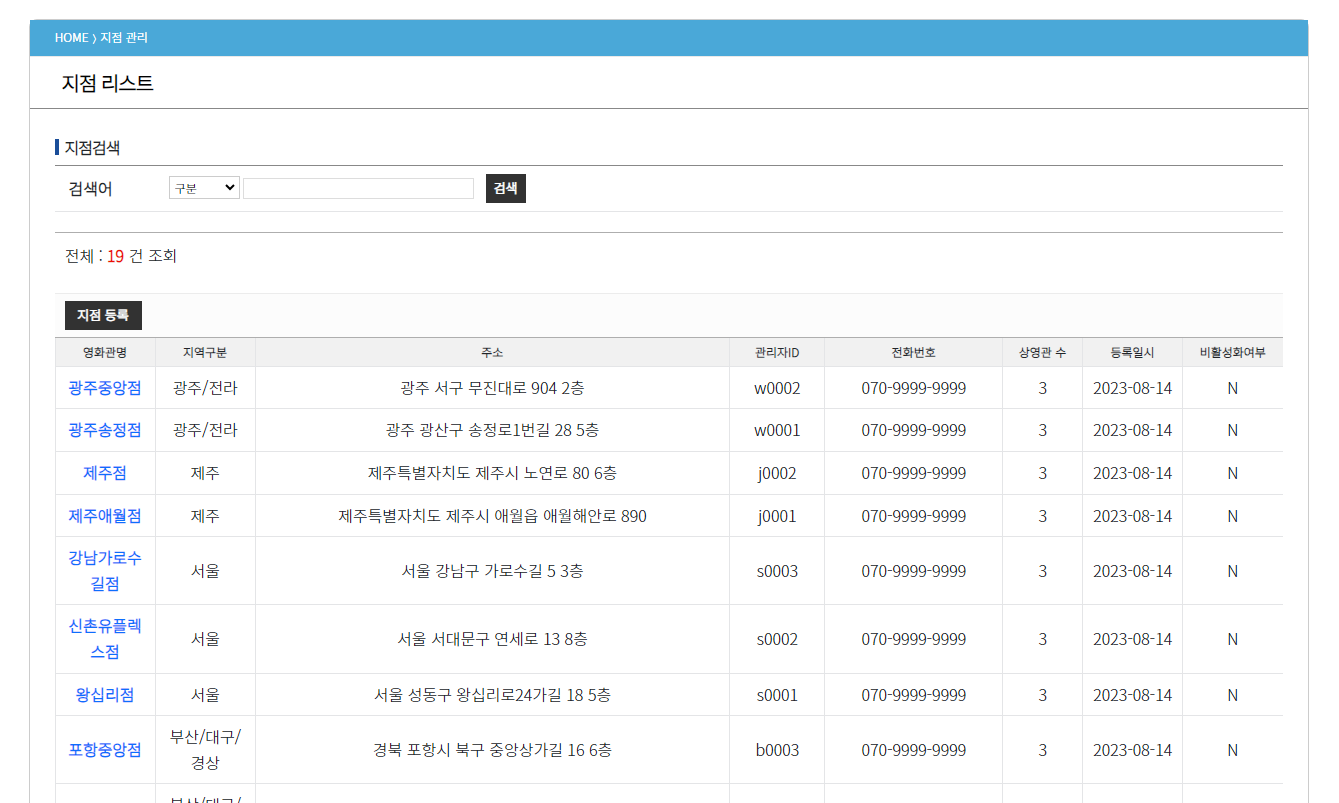 HOME 〉 지점 관리
지점 리스트
지점검색
검색어 구분 검색
전체 : 19 건 조회
지점 등록
영화관명 지역구분 주소 관리자ID 전화번호 상영관 수 등록일시 비활성화여부
광주중앙점 광주/전라 광주 서구 무진대로 904 2층 w0002 070-9999-9999 3 2023-08-14 N
광주송정점 광주/전라 광주 광산구 송정로1번길 28 5층 w0001 070-9999-9999 3 2023-08-14 N
제주점 제주 제주특별자치도 제주시 노연로 80 6층 j0002 070-9999-9999 3 2023-08-14 N
제주애월점 제주 제주특별자치도 제주시 애월읍 애월해안로 890 j0001 070-9999-9999 3 2023-08-14 N
강남가로수
길점 서울 서울 강남구 가로수길 5 3층 s0003 070-9999-9999 3 2023-08-14 N
신촌유플렉
스점 서울 서울 서대문구 연세로 13 8층 s0002 070-9999-9999 3 2023-08-14 N
왕십리점 서울 서울 성동구 왕십리로24가길 18 5층 s0001 070-9999-9999 3 2023-08-14 N
포항중앙점 부산/대구/
경상 경북 포항시 북구 중앙상가길 16 6층 b0003 070-9999-9999 3 2023-08-14 N
부산/대구/